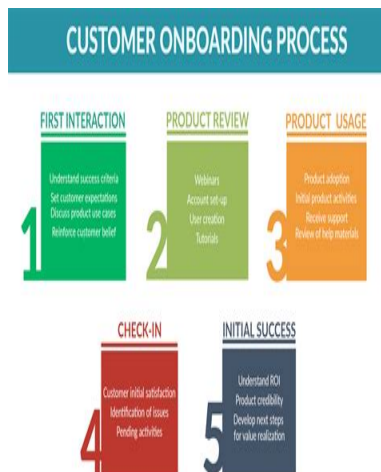 CUSTOMER ONBOARDING PROCESS
FIRST INTERACTION
Understand success criteria
Set customer expectations
Discuss product use cases
Reinforce customer belief
1
PRODUCT REVIEW
Webinars
Account set-up
User creation
Tutorials
2
PRODUCT USAGE
Product adoption
Initial product activities
Receive support
Review of help materials
3
CHECK-IN
Customer initial satisfaction
Identification of issues
Pending activities
4
INITIAL SUCCESS
Understand ROI
Product credibility
Develop next steps
for value realization
5